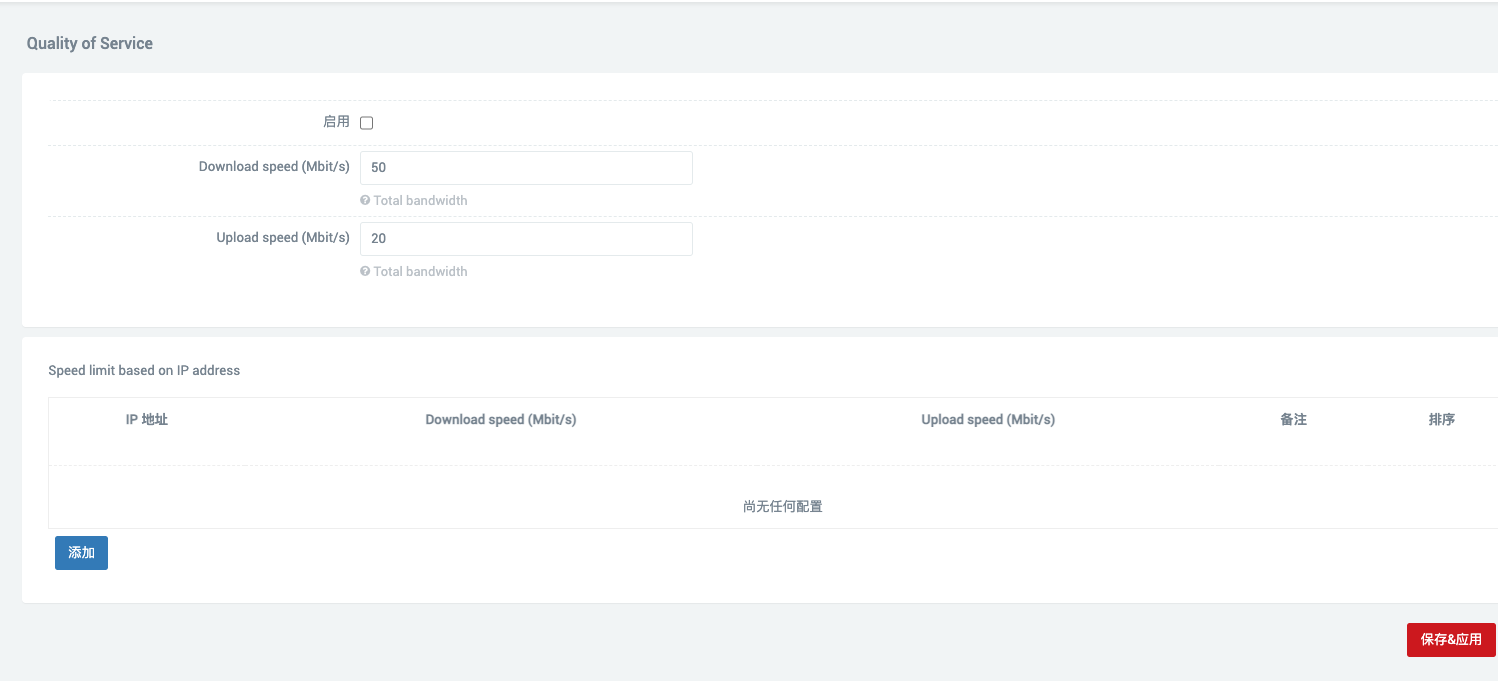 Quality of Service
启用
Download speed (Mbit/s) 50
Total bandwidth
Upload speed (Mbit/s) 20
Total bandwidth
Speed limit based on IP address
IP 地址 Download speed (Mbit/s) Upload speed (Mbit/s) 备注 排序
尚无任何配置
添加
保存&应用